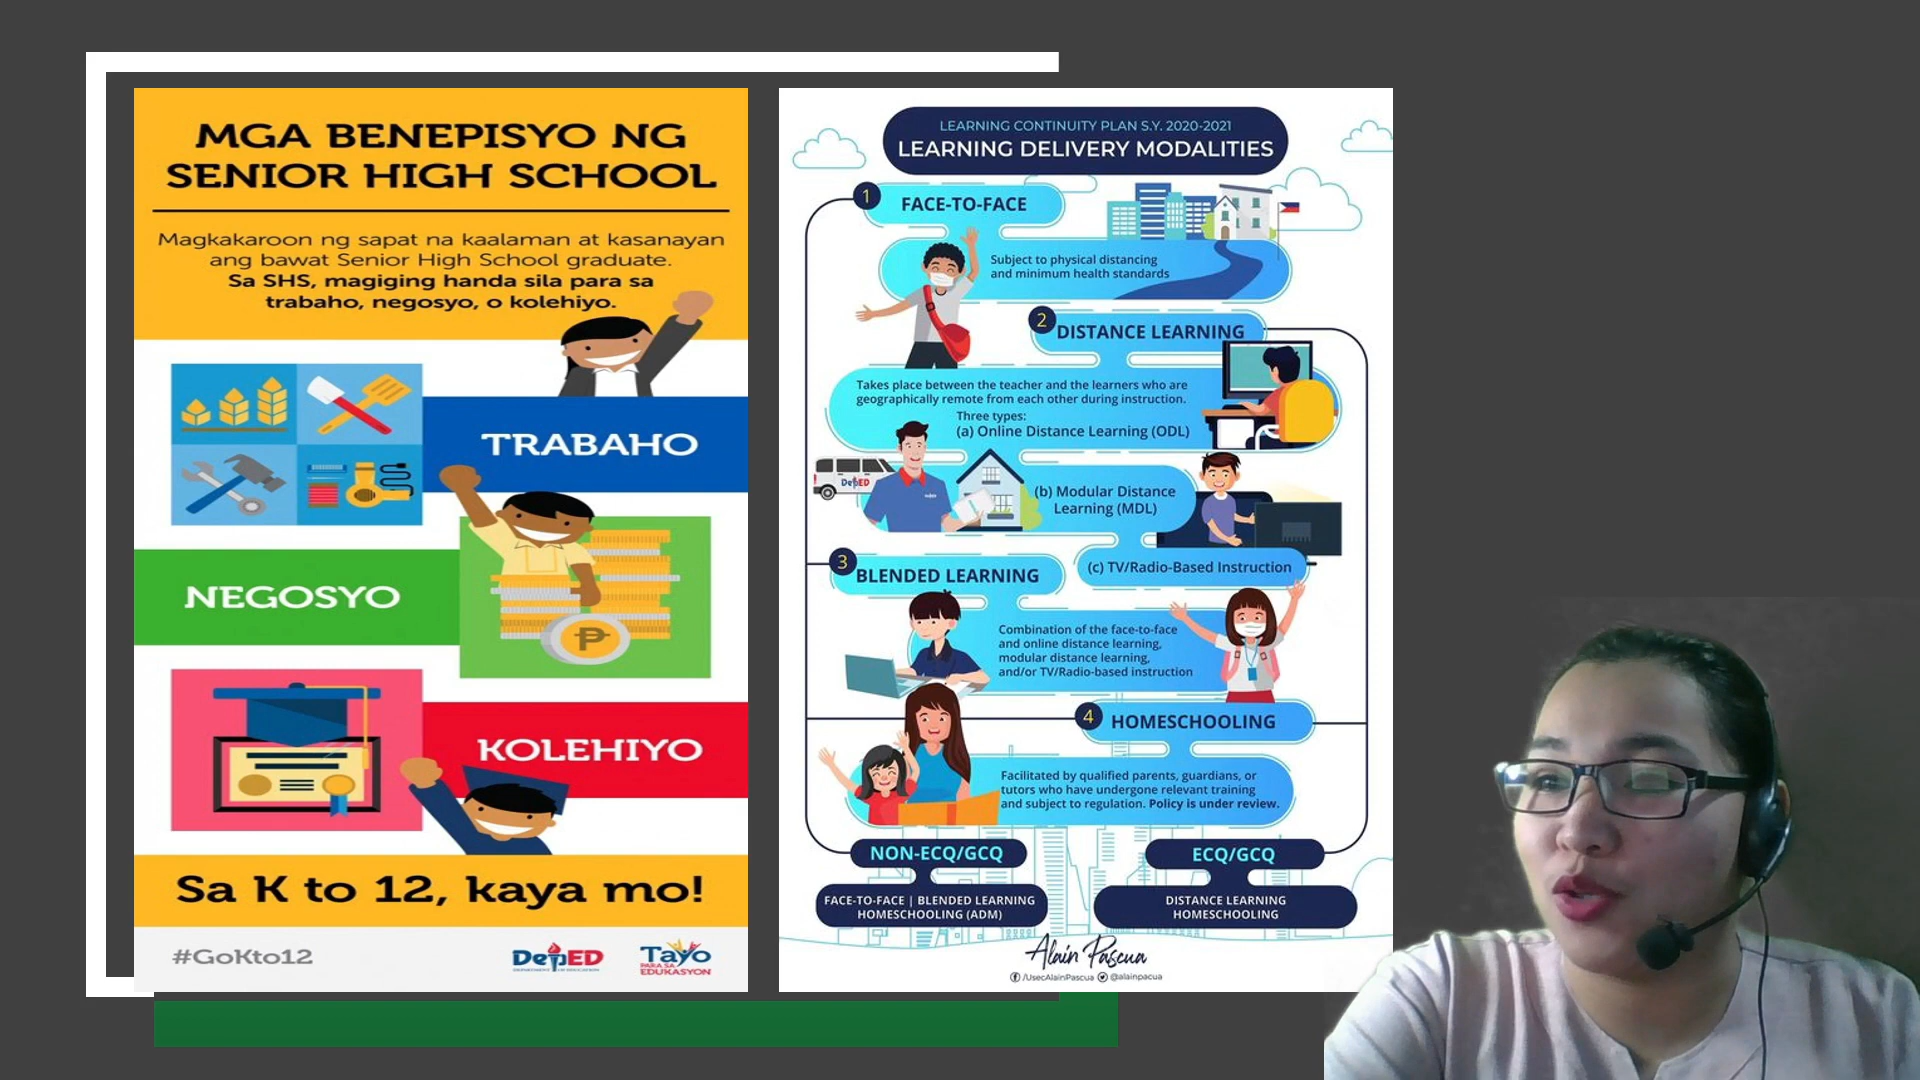 MGA BENEPISYO NG
SENIOR HIGH SCHOOL
Magkakaroon ng sapat na kaalaman at kasanayan
ang bawat Senior High School graduate.
Sa SHS, magiging handa sila para sa
trabaho, negosyo, o kolehiyo.
TRABAHO
NEGOSYO
KOLEHIYO
Sa K to 12, kaya mo!
#GoKto12
DepED
DEPARTMENT OF EDUCATION
Tayo
PARA SA
EDUKASYON
LEARNING CONTINUITY PLAN S.Y. 2020-2021
LEARNING DELIVERY MODALITIES
1
FACE-TO-FACE
Subject to physical distancing
and minimum health standards
2
DISTANCE LEARNING
Takes place between the teacher and the learners who are
geographically remote from each other during instruction.
Three types:
(a) Online Distance Learning (ODL)
DepED
(b) Modular Distance
Learning (MDL)
(c) TV/Radio-Based Instruction
3
BLENDED LEARNING
Combination of the face-to-face
and online distance learning,
modular distance learning,
and/or TV/Radio-based instruction
4
HOMESCHOOLING
Facilitated by qualified parents, guardians, or
tutors who have undergone relevant training
and subject to regulation. Policy is under review.
NON-ECQ/GCQ
FACE-TO-FACE | BLENDED LEARNING
HOMESCHOOLING (ADM)
ECQ/GCQ
DISTANCE LEARNING
HOMESCHOOLING
Alain Pascua
/UsecAlainPascua @alainpacua